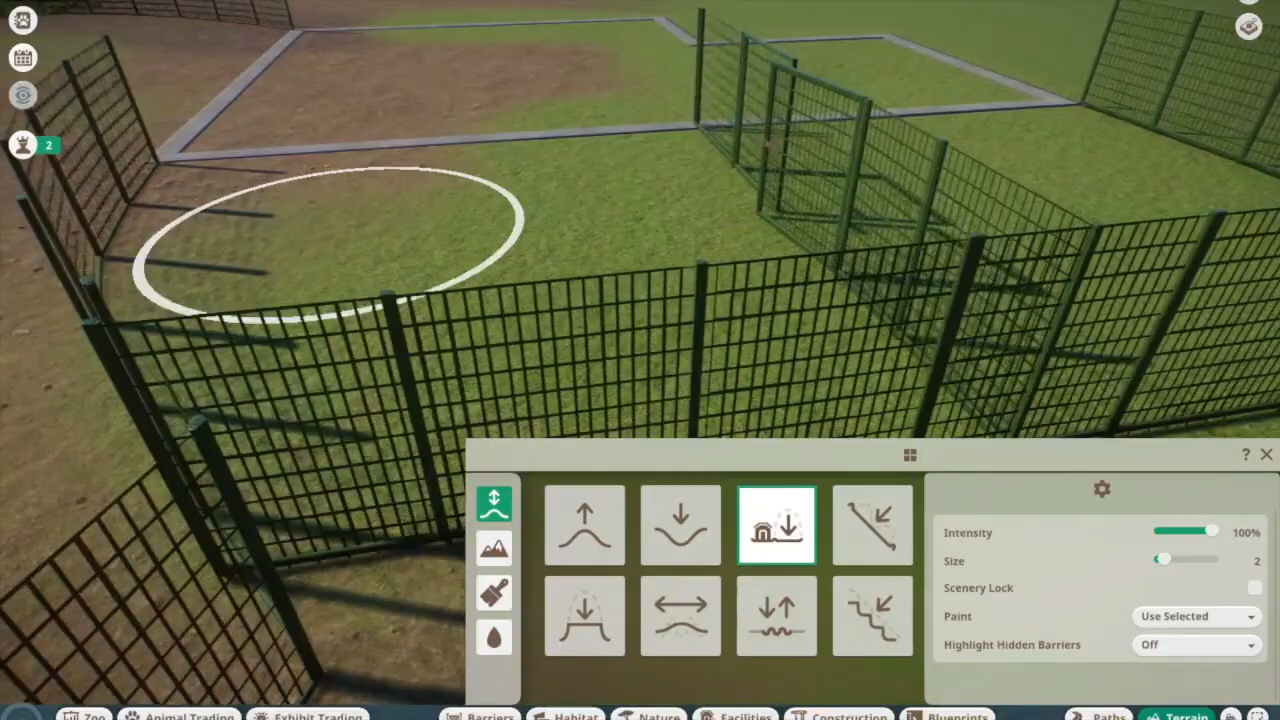 2
?
Intensity 100%
Size 2
Scenery Lock
Paint Use Selected
Highlight Hidden Barriers Off
Zoo Animal Trading Exhibit Trading Barriers Habitat Nature Facilities Construction Blueprints Paths Terrain